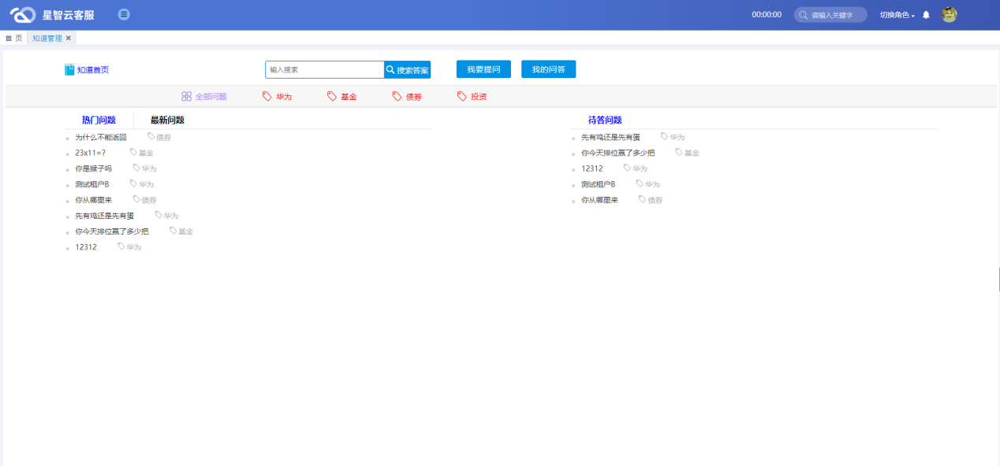 星智云客服
00:00:00
请输入关键字
切换角色
首 页
知道管理
知道首页
输入搜索
搜索答案
我要提问
我的问答
全部问题
华为
基金
债券
投资
热门问题
最新问题
为什么不能返回 债券
23x11=? 基金
你是猴子吗 华为
测试租户B 华为
你从哪里来 债券
先有鸡还是先有蛋 华为
你今天排位赢了多少把 基金
12312 华为
待答问题
先有鸡还是先有蛋 华为
你今天排位赢了多少把 基金
12312 华为
测试租户B 华为
你从哪里来 债券